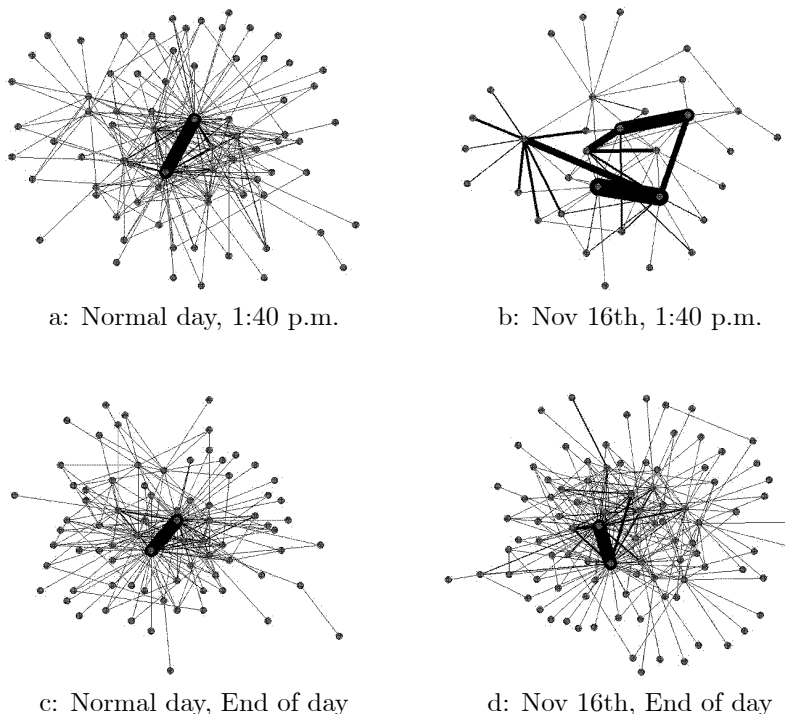 a: Normal day, 1:40 p.m.
b: Nov 16th, 1:40 p.m.
c: Normal day, End of day
d: Nov 16th, End of day